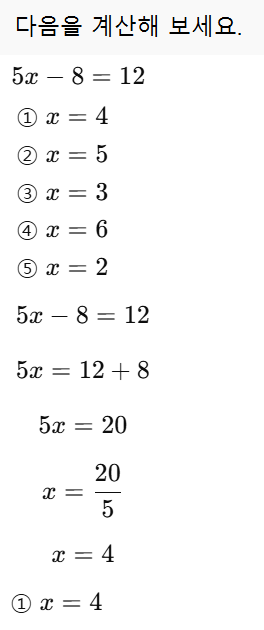 다음을 계산해 보세요.
5x − 8 = 12
① x = 4
② x = 5
③ x = 3
④ x = 6
⑤ x = 2
5x − 8 = 12
5x = 12 + 8
5x = 20
x = 20/5
x = 4
① x = 4